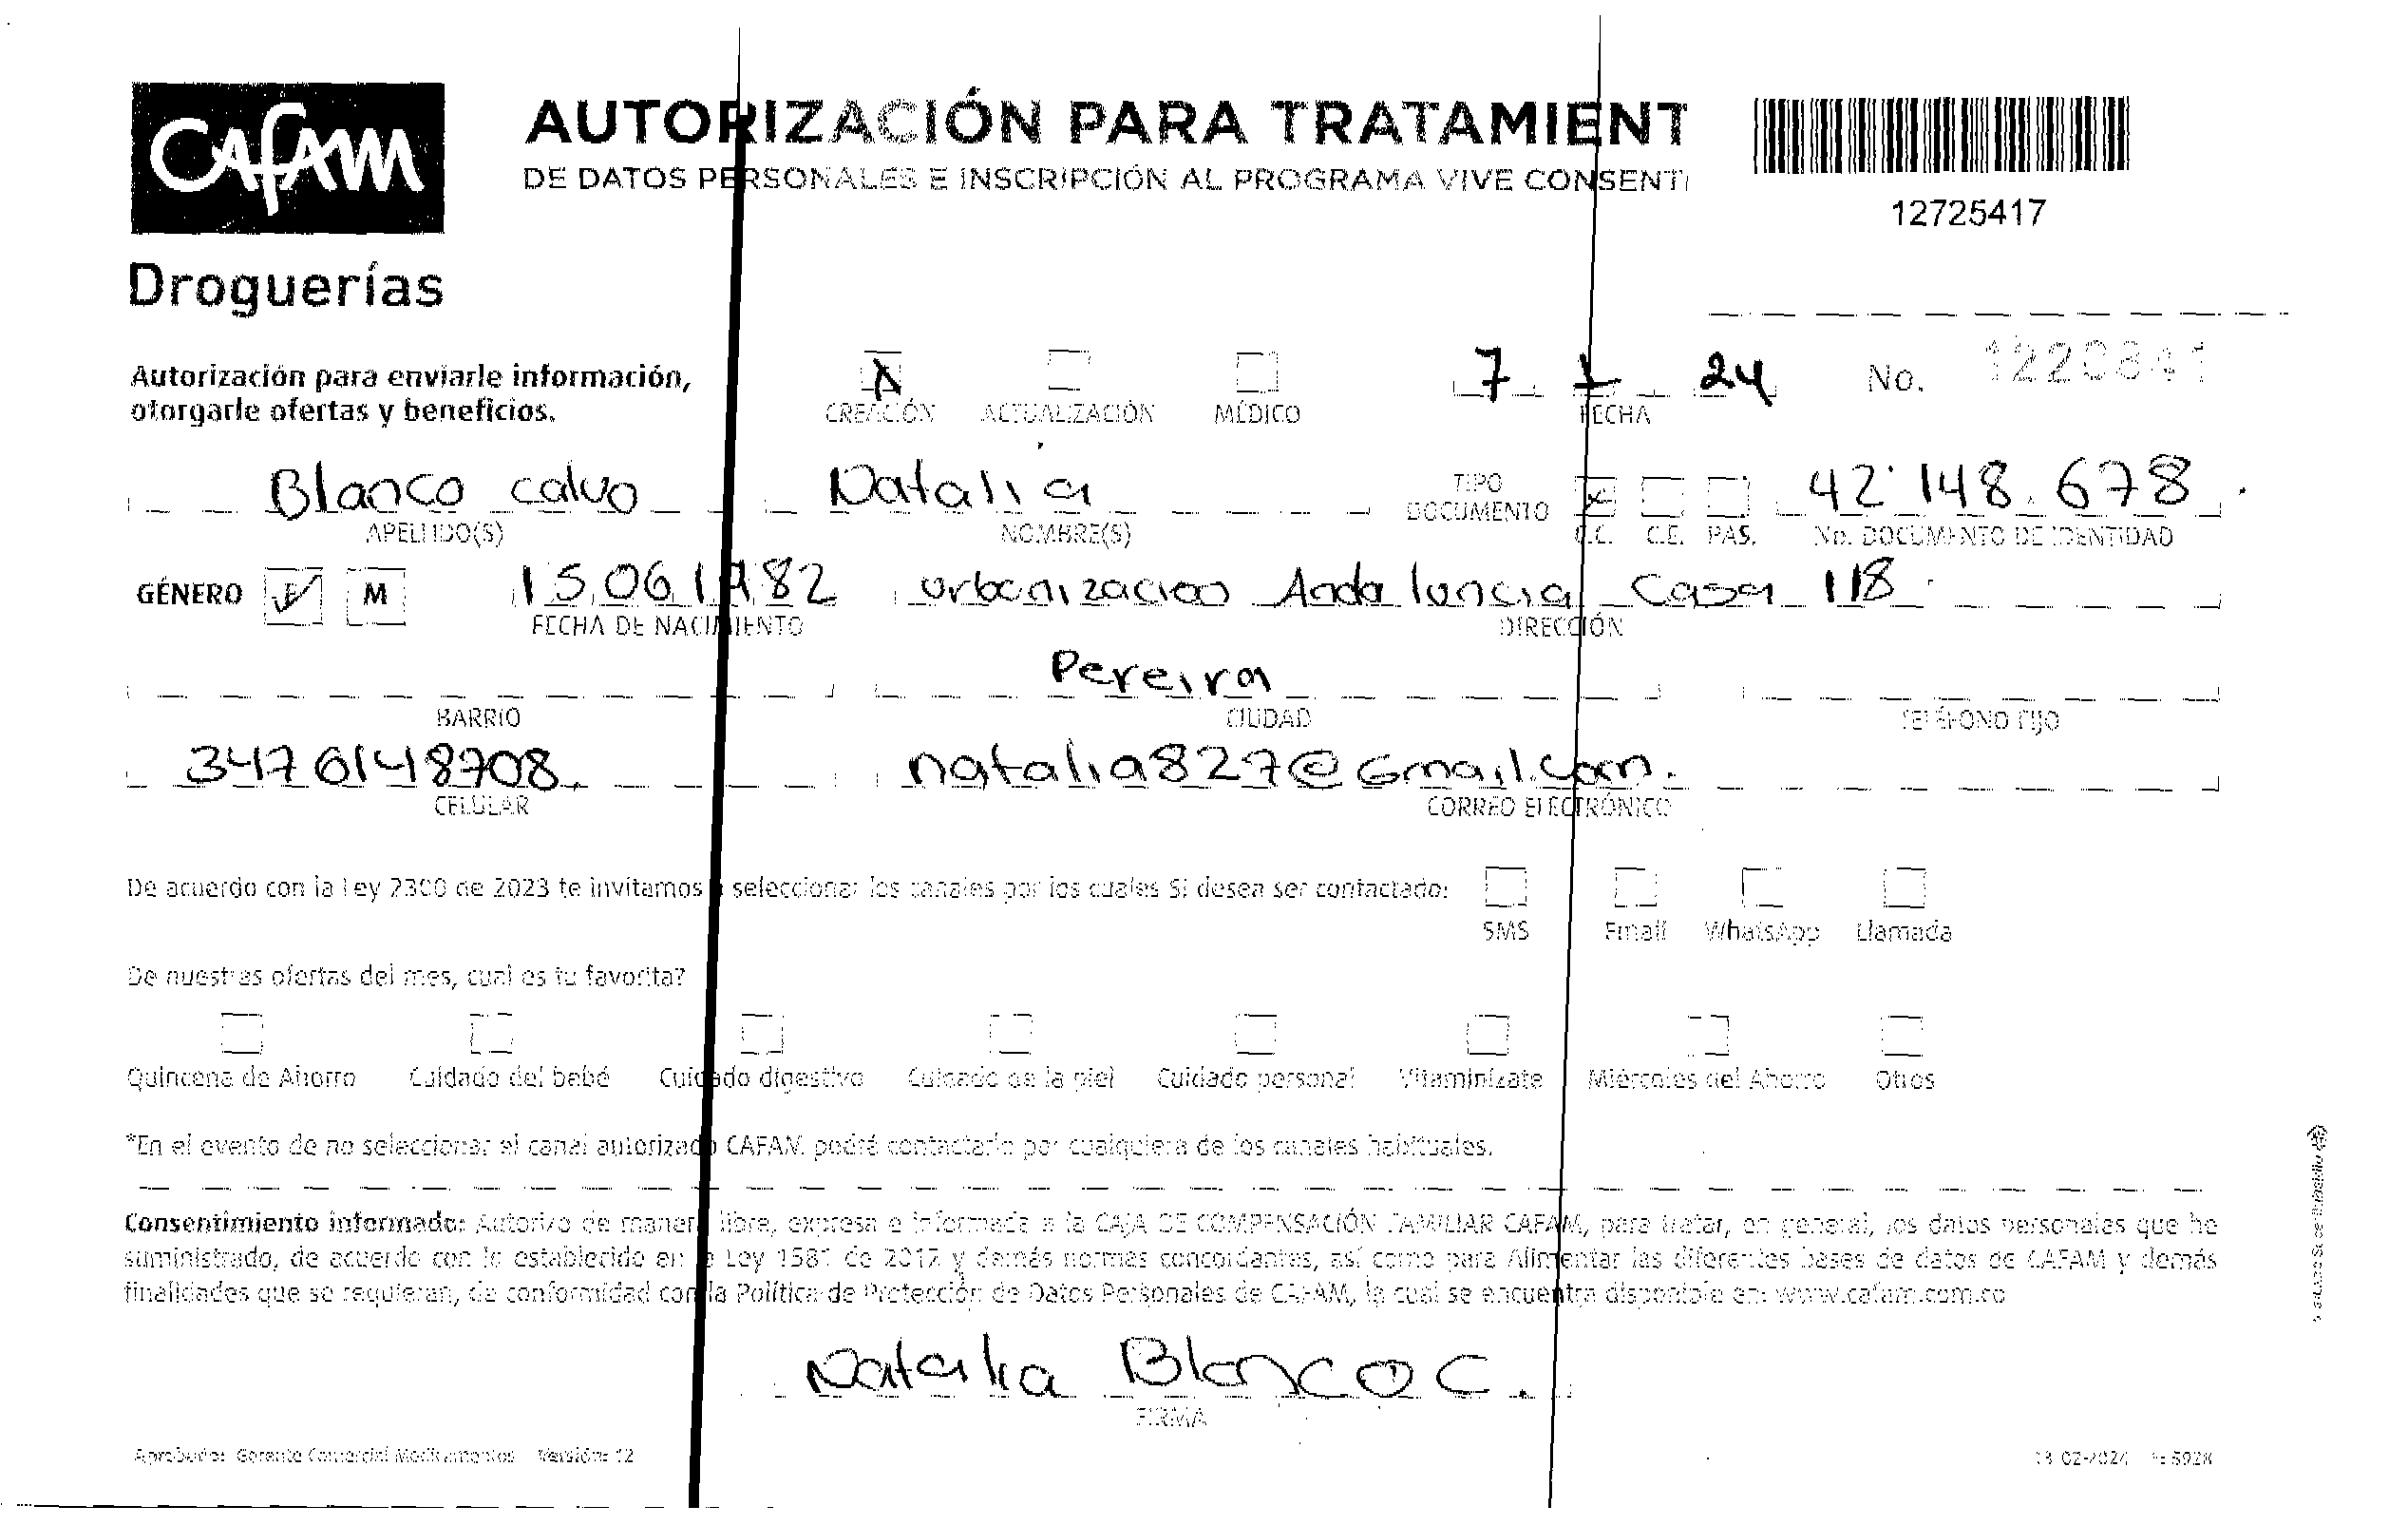 CAFAM
Droguerías
AUTORIZACIÓN PARA TRATAMIENT
DE DATOS PERSONALES E INSCRIPCIÓN AL PROGRAMA VIVE CONSENTI
12725417
Autorización para enviarle información,
otorgarle ofertas y beneficios.
CREACIÓN X ACTUALIZACIÓN MÉDICO
7 1 24
FECHA
No. 1220841
Blanco calvo
APELLIDO(S)
Natalia
NOMBRE(S)
TIPO
DOCUMENTO
C.C. X C.E. PAS.
42.148.678
No. DOCUMENTO DE IDENTIDAD
GÉNERO F M
15 06 1982
FECHA DE NACIMIENTO
urbanizacion Andaluncia Casa 118
DIRECCIÓN
BARRIO
Pereira
CIUDAD
TELÉFONO FIJO
3476148708.
CELULAR
natalia827@Gmail.com.
CORREO ELECTRÓNICO
De acuerdo con la Ley 2300 de 2023 te invitamos a seleccionar los canales por los cuales Si desea ser contactado:
SMS Email WhatsApp Llamada
De nuestras ofertas del mes, cual es tu favorita?
Quincena de Ahorro Cuidado del bebé Cuidado digestivo Cuidado de la piel Cuidado personal Vitamínizate Miércoles del Ahorro Otros
*En el evento de no seleccionar el canal autorizado CAFAM podrá contactarlo por cualquiera de los canales habituales.
Consentimiento informado: Autorizo de manera libre, expresa e informada a la CAJA DE COMPENSACIÓN FAMILIAR CAFAM, para tratar, en general, los datos personales que he
suministrado, de acuerdo con lo establecido en la Ley 1581 de 2012 y demás normas concordantes, así como para Alimentar las diferentes bases de datos de CAFAM y demás
finalidades que se requieran, de conformidad con la Política de Protección de Datos Personales de CAFAM, la cual se encuentra disponible en: www.cafam.com.co
Natalia Blanco C.
FIRMA
Aprobado: Gerente Comercial Medicamentos Versión: 12